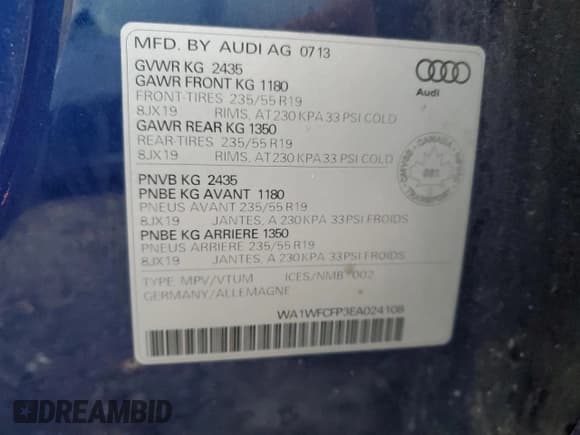 MFD. BY AUDI AG 0713
GVWR KG 2435
GAWR FRONT KG 1180
FRONT-TIRES 235/55 R19
8JX19 RIMS, AT 230 KPA 33 PSI COLD
GAWR REAR KG 1350
REAR-TIRES 235/55 R19
8JX19 RIMS, AT 230 KPA 33 PSI COLD
Audi
CANADA
TRANSPORT
PNVB KG 2435
PNBE KG AVANT 1180
PNEUS AVANT 235/55 R19
8JX19 JANTES, A 230 KPA 33 PSI FROIDS
PNBE KG ARRIERE 1350
PNEUS ARRIERE 235/55 R19
8JX19 JANTES, A 230 KPA 33 PSI FROIDS
TYPE: MPV/VTUM ICES/NMB-002
GERMANY/ALLEMAGNE
WA1WFCFP3EA024108
DREAMBID